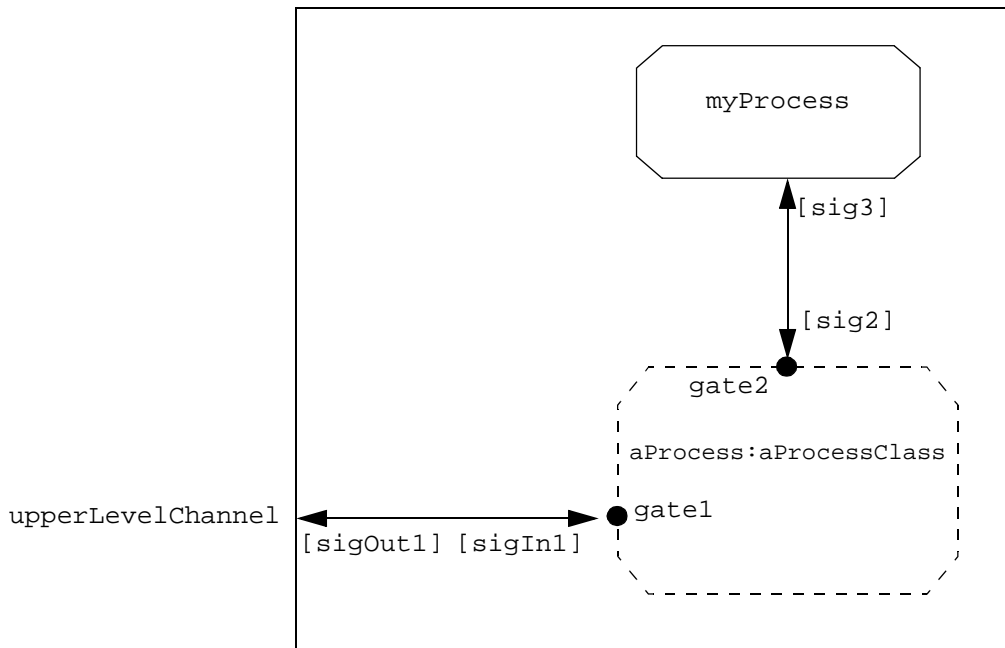 myProcess
[sig3]
[sig2]
gate2
aProcess:aProcessClass
upperLevelChannel
gate1
[sigOut1] [sigIn1]